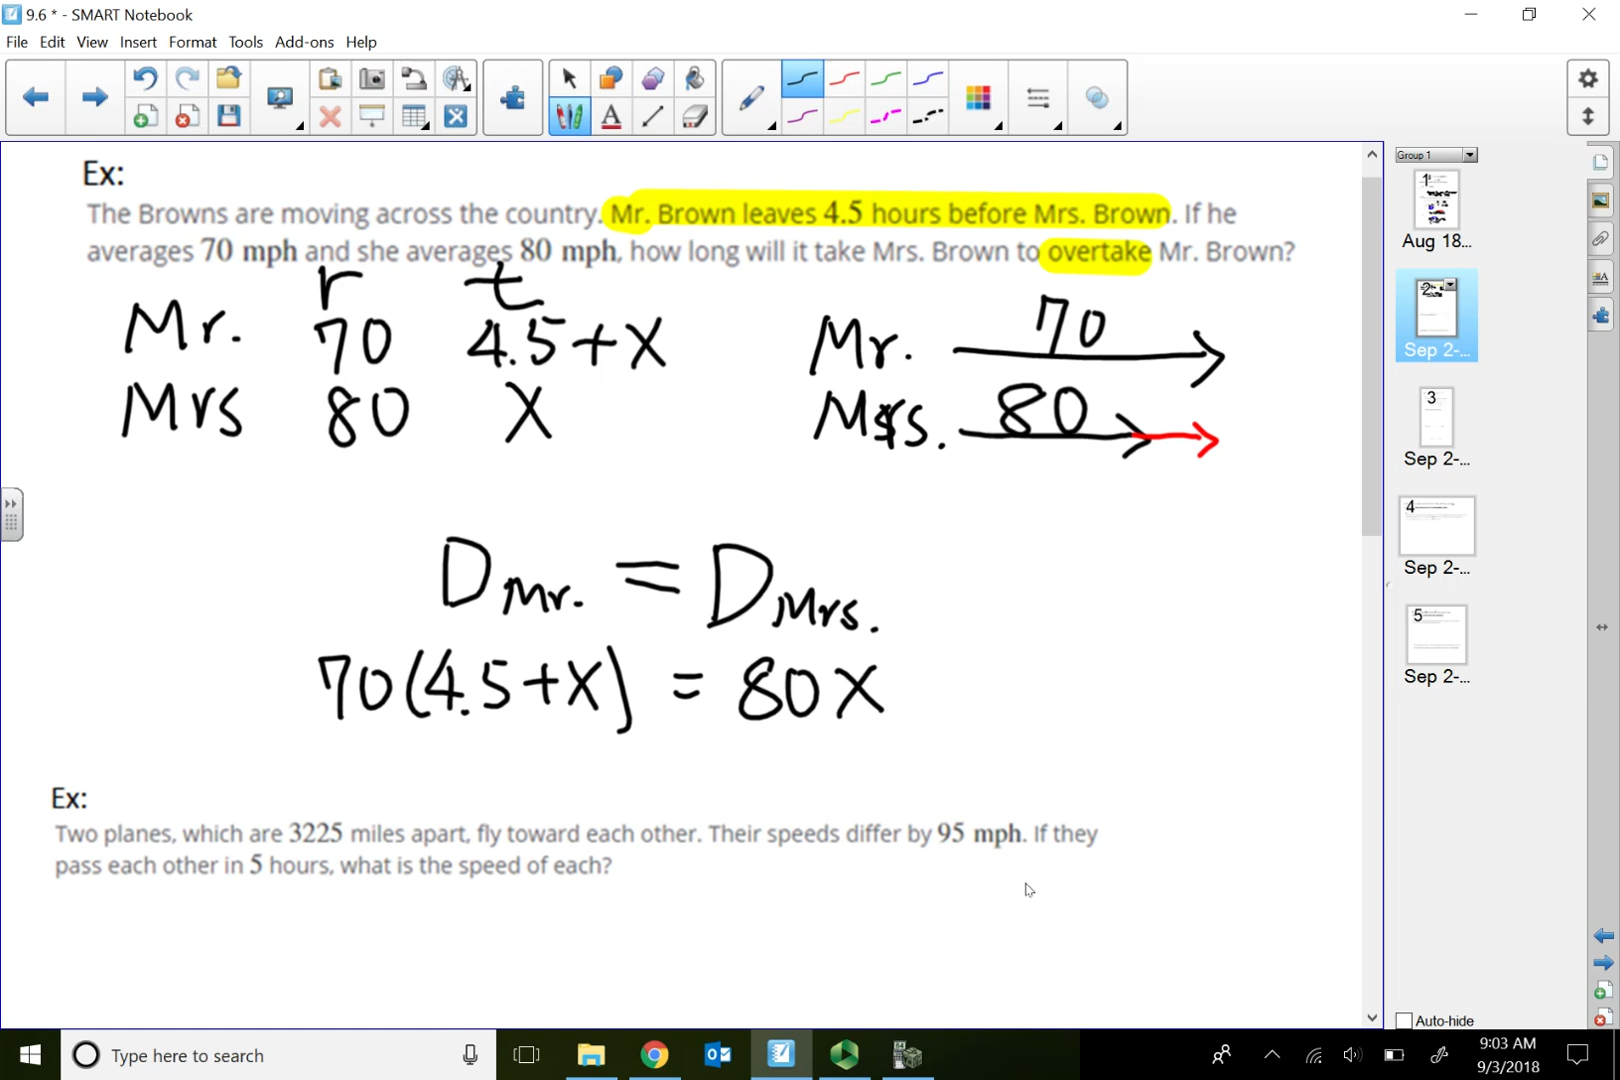 9.6 * - SMART Notebook
File Edit View Insert Format Tools Add-ons Help
Ex:
The Browns are moving across the country. Mr. Brown leaves 4.5 hours before Mrs. Brown. If he
averages 70 mph and she averages 80 mph, how long will it take Mrs. Brown to overtake Mr. Brown?
r t
Mr. 70 4.5+X
Mrs 80 X
Mr. 70
Mrs. 80
D Mr. = D Mrs.
70(4.5+X) = 80X
Ex:
Two planes, which are 3225 miles apart, fly toward each other. Their speeds differ by 95 mph. If they
pass each other in 5 hours, what is the speed of each?
Group 1
1
Aug 18...
2
Sep 2-...
3
Sep 2-...
4
Sep 2-...
5
Sep 2-...
Auto-hide
Type here to search
9:03 AM
9/3/2018